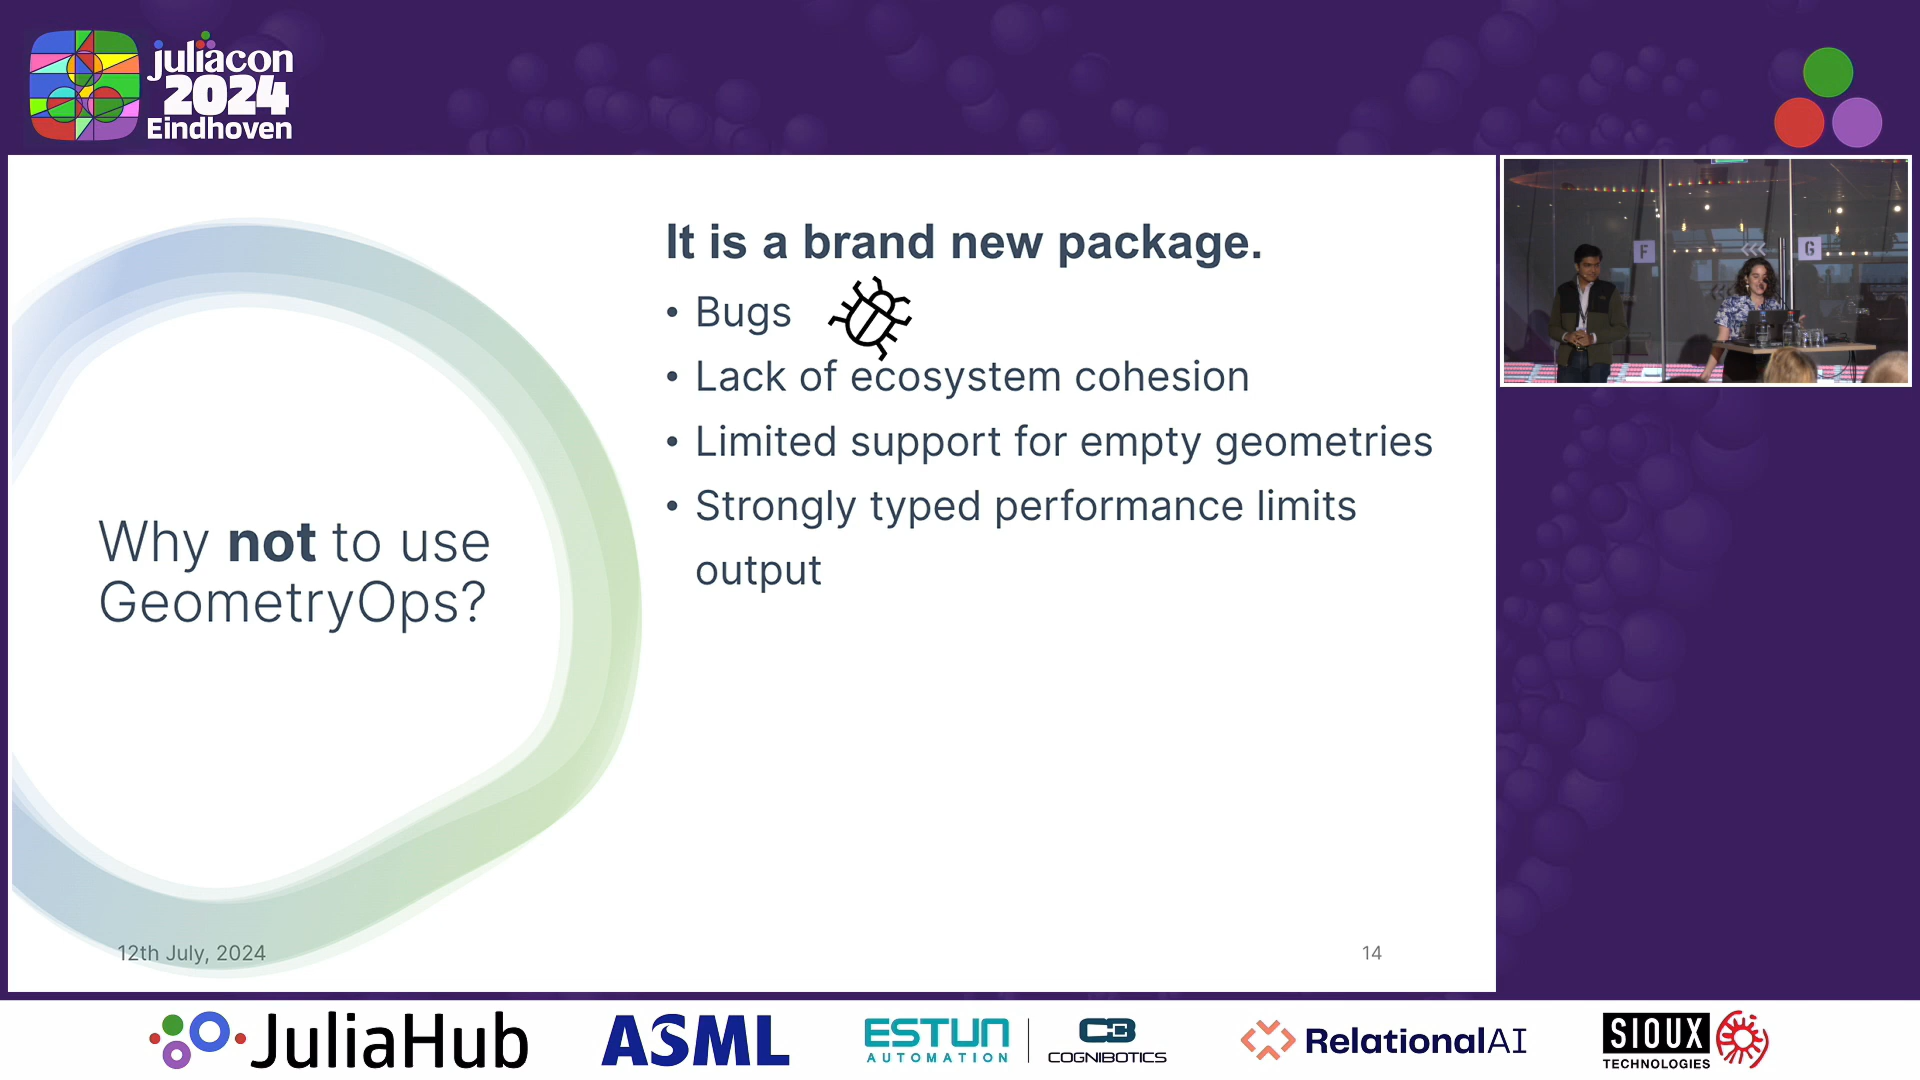 juliacon
2024
Eindhoven
It is a brand new package.
• Bugs
• Lack of ecosystem cohesion
• Limited support for empty geometries
• Strongly typed performance limits
output
Why not to use
GeometryOps?
12th July, 2024
14
F
G
JuliaHub
ASML
ESTUN
AUTOMATION
COGNIBOTICS
RelationalAI
SIOUX
TECHNOLOGIES